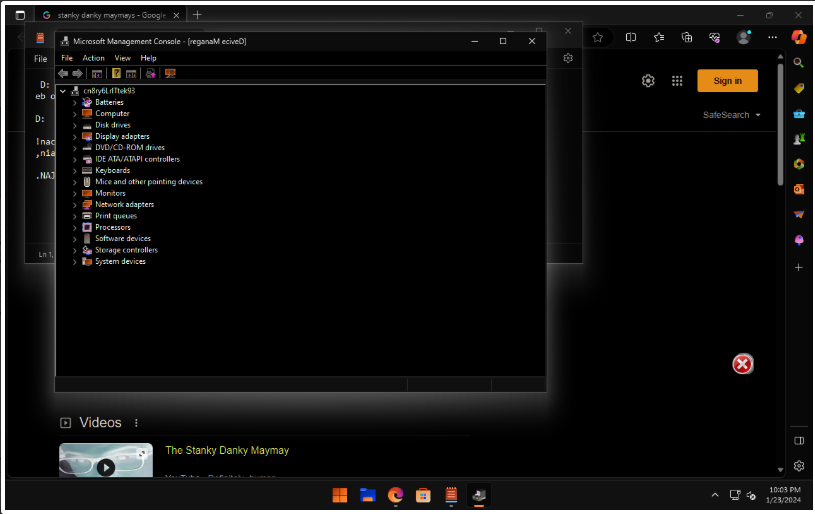 stanky danky maymays - Google
Microsoft Management Console - [reganaM eciveD]
File Action View Help
cn8ry6LrlTtek93
Batteries
Computer
Disk drives
Display adapters
DVD/CD-ROM drives
IDE ATA/ATAPI controllers
Keyboards
Mice and other pointing devices
Monitors
Network adapters
Print queues
Processors
Software devices
Storage controllers
System devices
File
D:
eb
D:
!nac
,nia
.NAJ
Ln 1,
Sign in
SafeSearch
Videos
The Stanky Danky Maymay
10:03 PM
1/23/2024